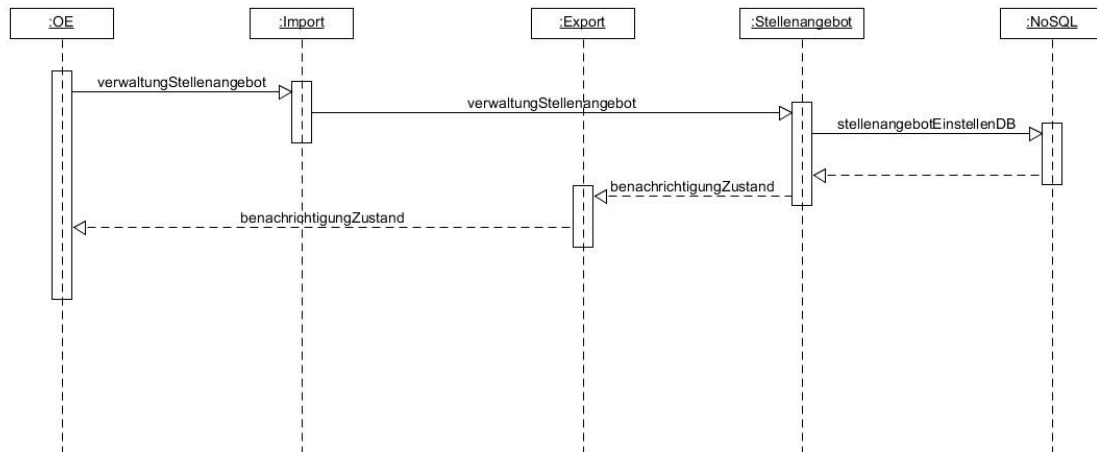 :OE
:Import
:Export
:Stellenangebot
:NoSQL
verwaltungStellenangebot
verwaltungStellenangebot
stellenangebotEinstellenDB
benachrichtigungZustand
benachrichtigungZustand